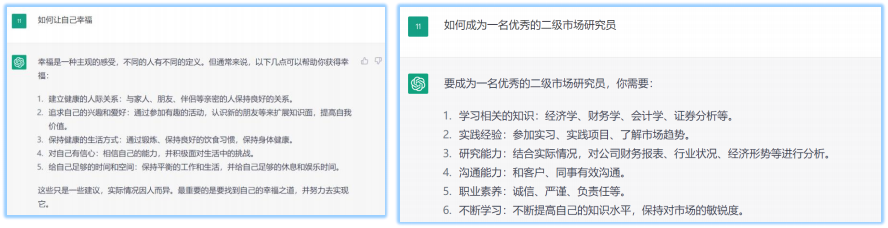 11
如何让自己幸福
幸福是一种主观的感受，不同的人有不同的定义。但通常来说，以下几点可以帮助你获得幸
福：
1. 建立健康的人际关系：与家人、朋友、伴侣等亲密的人保持良好的关系。
2. 追求自己的兴趣和爱好：通过参加有趣的活动，认识新的朋友等来扩展知识面，提高自我
价值。
3. 保持健康的生活方式：通过锻炼、保持良好的饮食习惯，保持身体健康。
4. 对自己有信心：相信自己的能力，并积极面对生活中的挑战。
5. 给自己足够的时间和空间：保持平衡的工作和生活，并给自己足够的休息和娱乐时间。
这些只是一些建议，实际情况因人而异。最重要的是要找到自己的幸福之道，并努力去实现
它。
11
如何成为一名优秀的二级市场研究员
要成为一名优秀的二级市场研究员，你需要：
1. 学习相关的知识：经济学、财务学、会计学、证券分析等。
2. 实践经验：参加实习、实践项目、了解市场趋势。
3. 研究能力：结合实际情况，对公司财务报表、行业状况、经济形势等进行分析。
4. 沟通能力：和客户、同事有效沟通。
5. 职业素养：诚信、严谨、负责任等。
6. 不断学习：不断提高自己的知识水平，保持对市场的敏锐度。